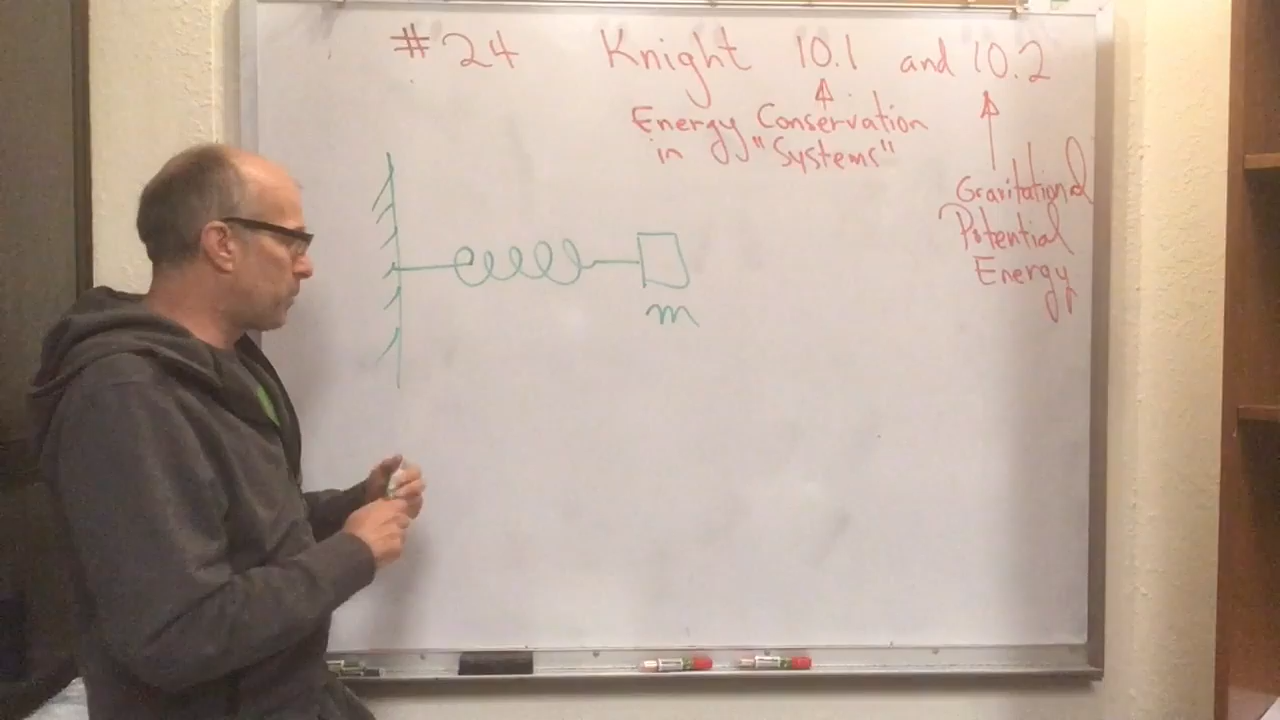 # 24 Knight 10.1 and 10.2
Energy Conservation
in "Systems"
Gravitational
Potential
Energy
m